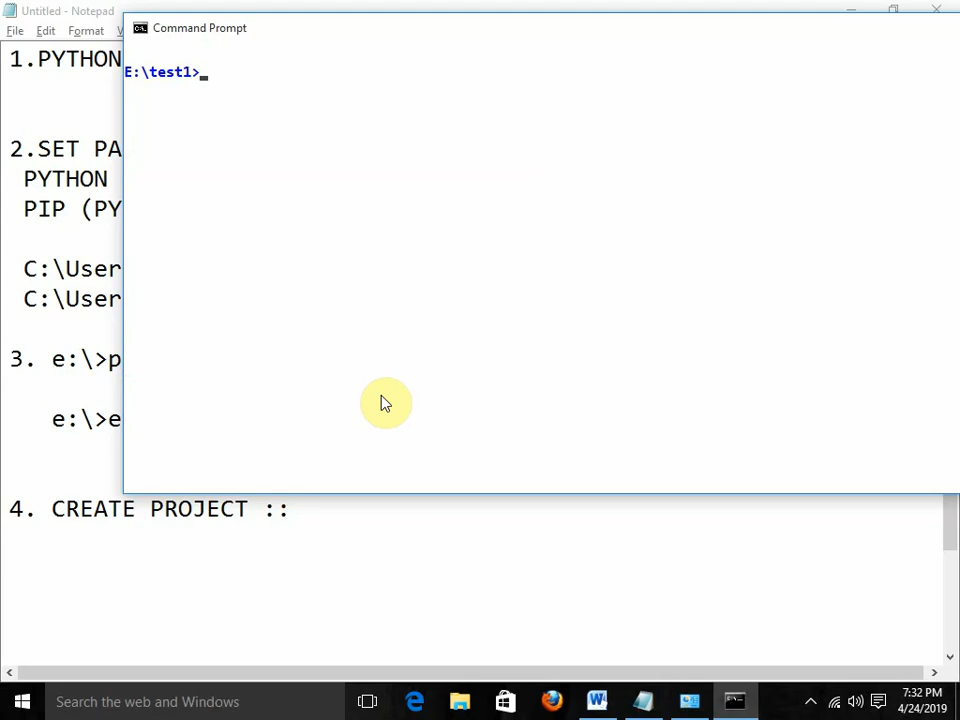 Untitled - Notepad
File Edit Format
Command Prompt
1.PYTHON
E:\test1>
2.SET PA
PYTHON
PIP (PY
C:\User
C:\User
3. e:\>p
e:\>e
4. CREATE PROJECT ::
Search the web and Windows
7:32 PM
4/24/2019